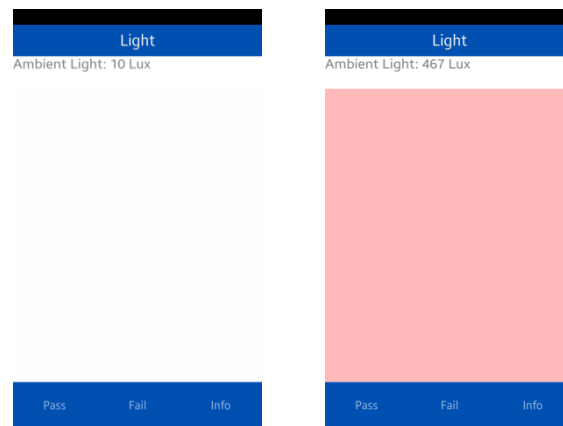 Light
Ambient Light: 10 Lux
Pass Fail Info
Light
Ambient Light: 467 Lux
Pass Fail Info